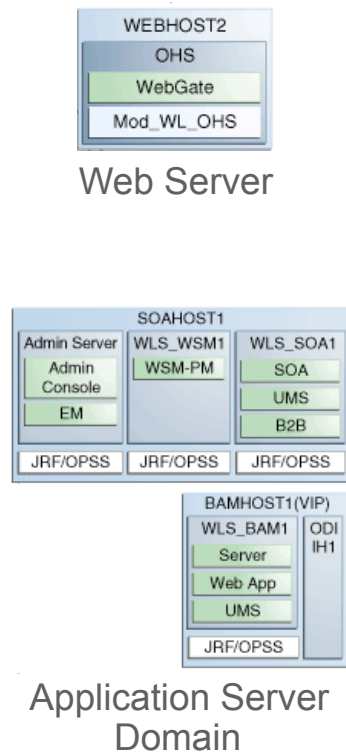 WEBHOST2
OHS
WebGate
Mod_WL_OHS
Web Server
SOAHOST1
Admin Server WLS_WSM1 WLS_SOA1
Admin Console WSM-PM SOA
EM UMS
B2B
JRF/OPSS JRF/OPSS JRF/OPSS
BAMHOST1(VIP)
WLS_BAM1 ODI
IH1
Server
Web App
UMS
JRF/OPSS
Application Server
Domain